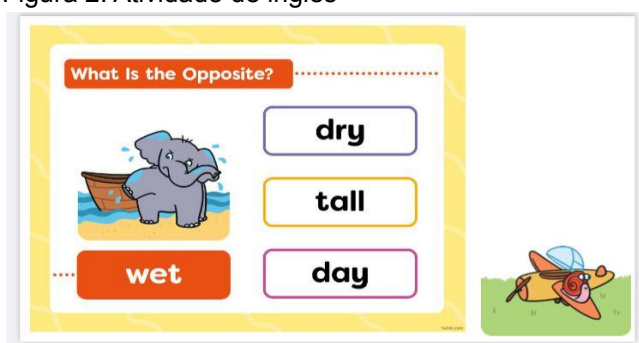 Figura 2: Atividade de inglês
What Is the Opposite?
dry
tall
wet
day